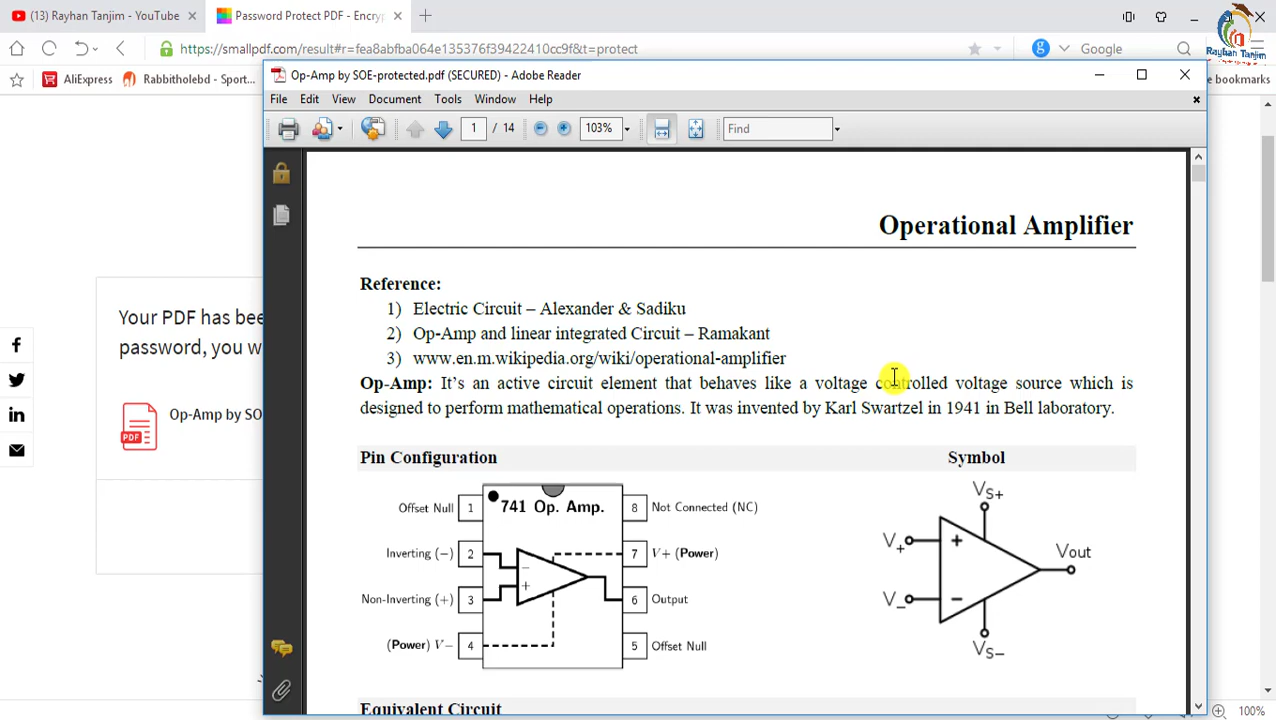 (13) Rayhan Tanjim - YouTube
Password Protect PDF - Encry
https://smallpdf.com/result#r=fea8abfba064e135376f39422410cc9f&t=protect
Google
Rayhan Tanjim
AliExpress
Rabbitholebd - Sport...
e bookmarks
Op-Amp by SOE-protected.pdf (SECURED) - Adobe Reader
File Edit View Document Tools Window Help
1 / 14 103% Find
Your PDF has bee
password, you w
PDF
Op-Amp by SO
Operational Amplifier
Reference:
1) Electric Circuit – Alexander & Sadiku
2) Op-Amp and linear integrated Circuit – Ramakant
3) www.en.m.wikipedia.org/wiki/operational-amplifier
Op-Amp: It's an active circuit element that behaves like a voltage controlled voltage source which is
designed to perform mathematical operations. It was invented by Karl Swartzel in 1941 in Bell laboratory.
Pin Configuration
Symbol
741 Op. Amp.
Offset Null 1
8 Not Connected (NC)
Inverting (−) 2
7 V+ (Power)
Non-Inverting (+) 3
6 Output
(Power) V− 4
5 Offset Null
− 
+
VS+
V+
+
Vout
V−
−
VS−
Equivalent Circuit
100%